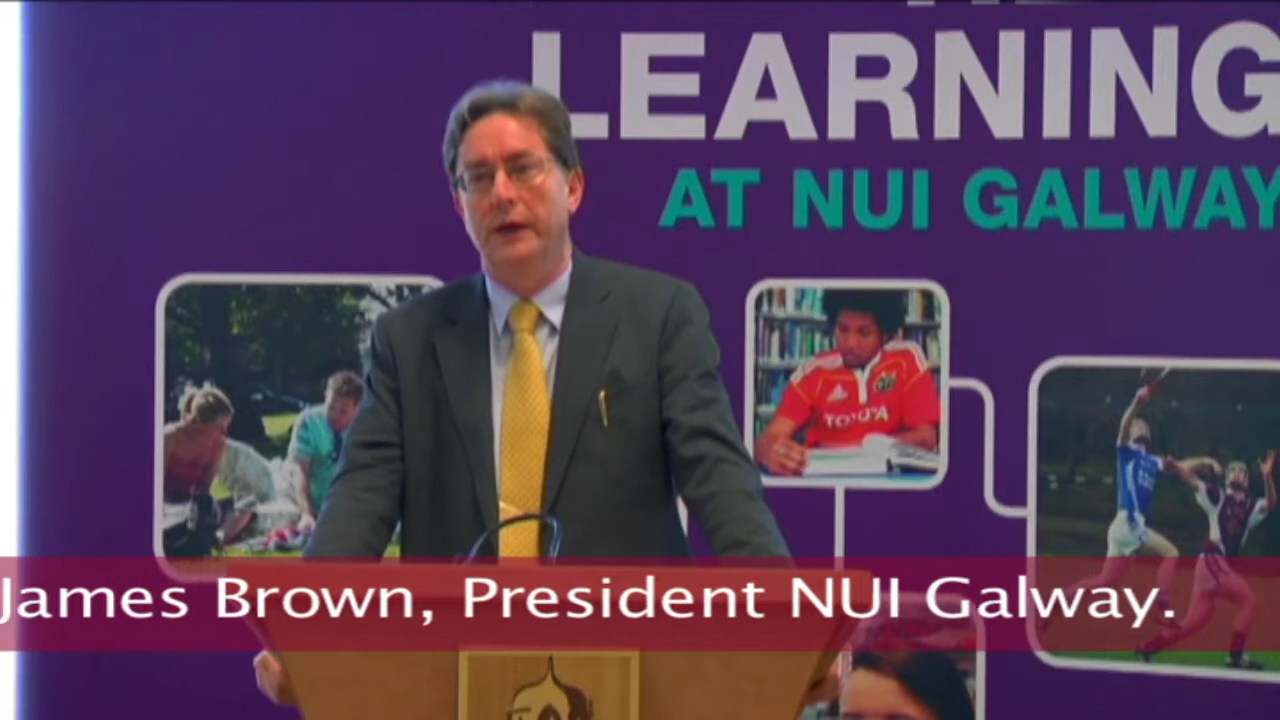 LEARNING
AT NUI GALWAY
TOYOTA
James Brown, President NUI Galway.